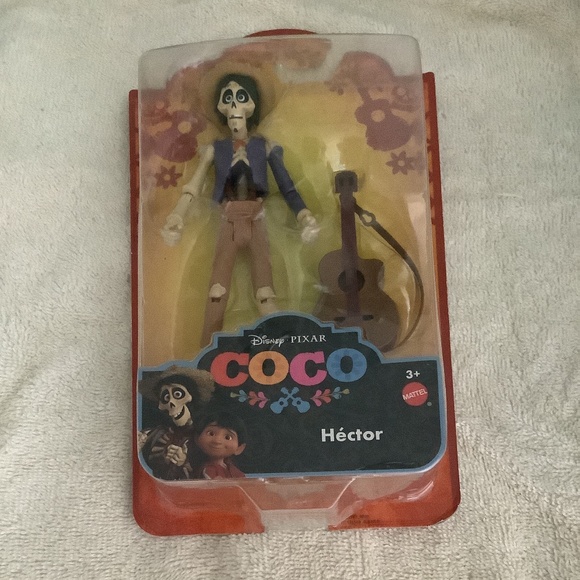 Disney PIXAR
COCO
3+
MATTEL
Héctor